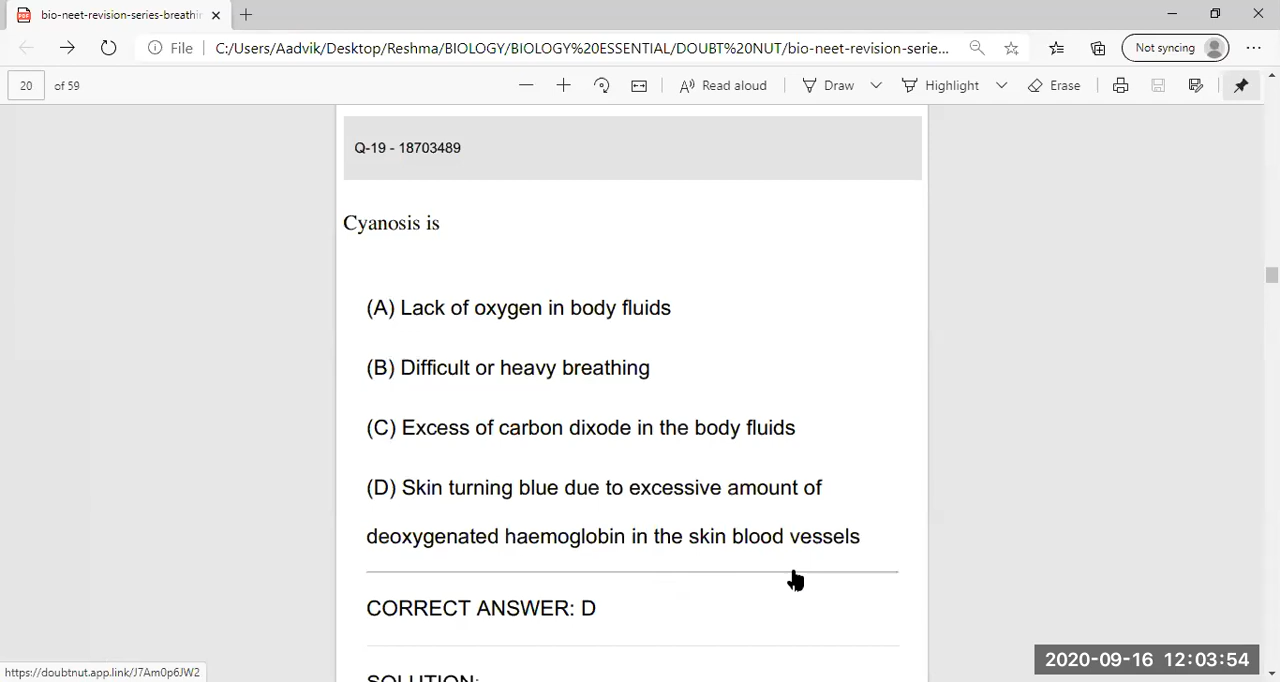 bio-neet-revision-series-breathin
File
C:/Users/Aadvik/Desktop/Reshma/BIOLOGY/BIOLOGY%20ESSENTIAL/DOUBT%20NUT/bio-neet-revision-serie...
Not syncing
20 of 59
Read aloud
Draw
Highlight
Erase
Q-19 - 18703489
Cyanosis is
(A) Lack of oxygen in body fluids
(B) Difficult or heavy breathing
(C) Excess of carbon dixode in the body fluids
(D) Skin turning blue due to excessive amount of
deoxygenated haemoglobin in the skin blood vessels
CORRECT ANSWER: D
SOLUTION:
https://doubtnut.app.link/J7Am0p6JW2
2020-09-16 12:03:54